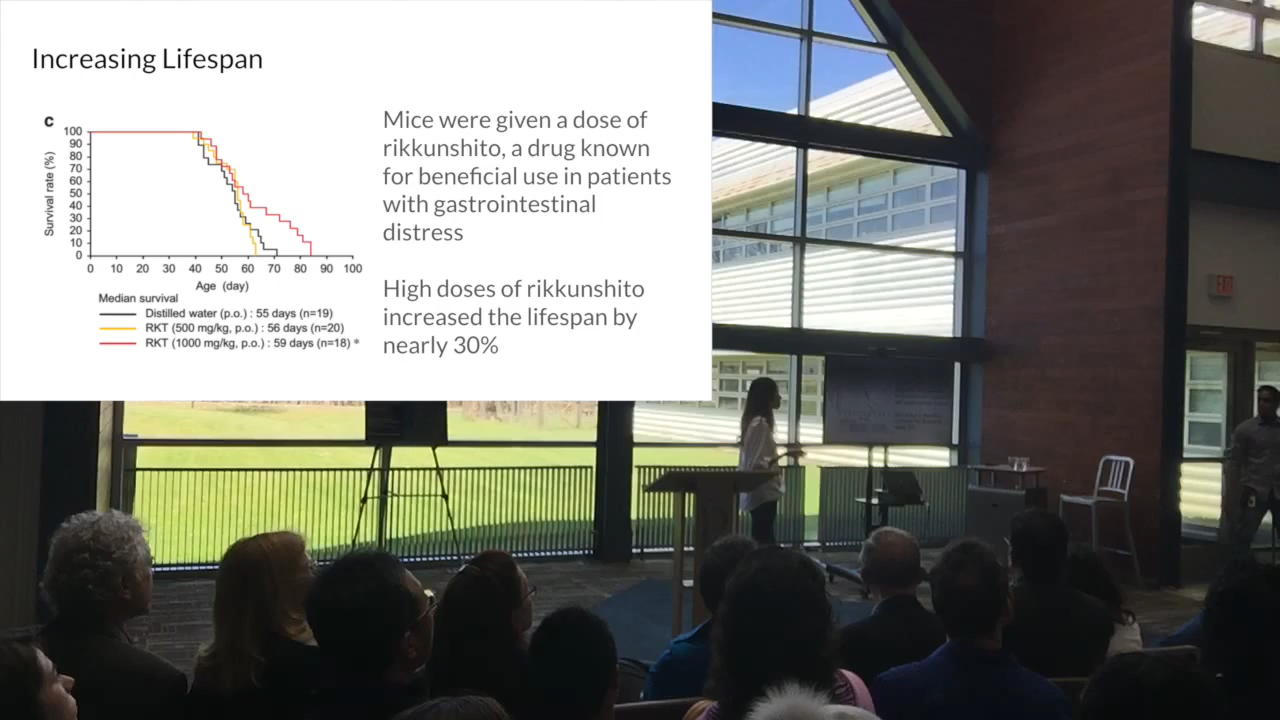 Increasing Lifespan
c
100
90
80
70
60
50
40
30
20
10
0
Survival rate (%)
0 10 20 30 40 50 60 70 80 90 100
Age (day)
Median survival
Distilled water (p.o.) : 55 days (n=19)
RKT (500 mg/kg, p.o.) : 56 days (n=20)
RKT (1000 mg/kg, p.o.) : 59 days (n=18) *
Mice were given a dose of
rikkunshito, a drug known
for beneficial use in patients
with gastrointestinal
distress
High doses of rikkunshito
increased the lifespan by
nearly 30%